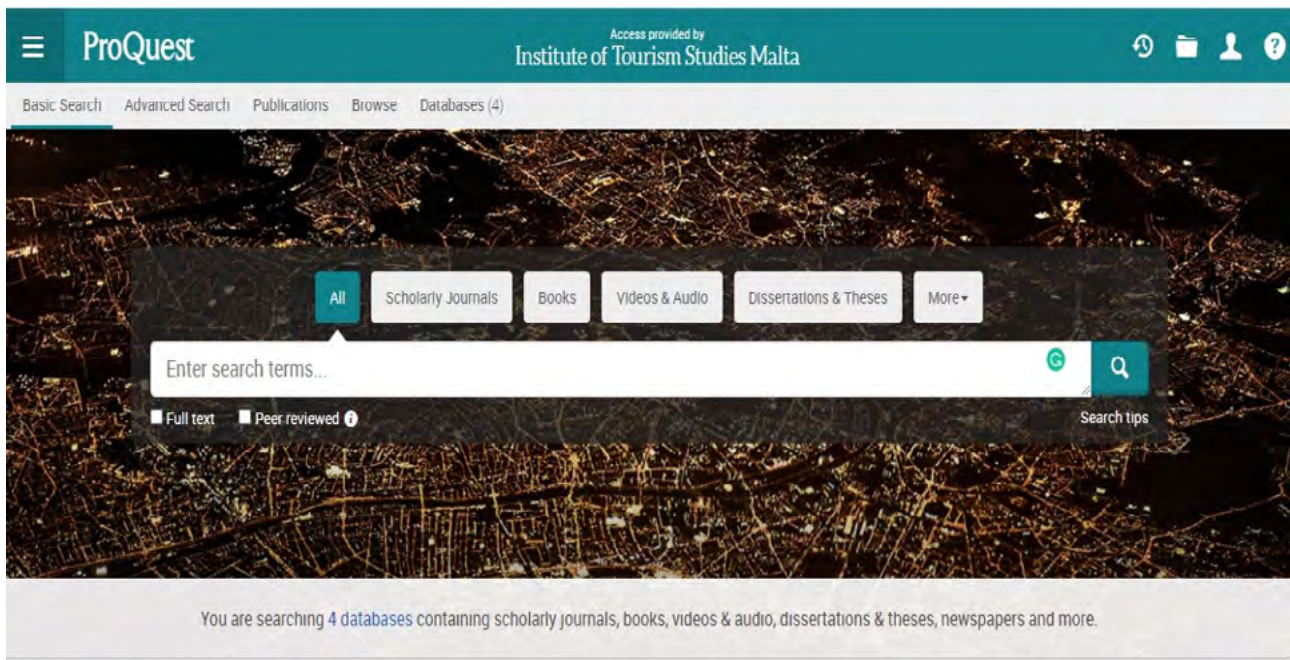 ProQuest
Access provided by
Institute of Tourism Studies Malta
Basic Search Advanced Search Publications Browse Databases (4)
All Scholarly Journals Books Videos & Audio Dissertations & Theses More
Enter search terms...
G
Full text Peer reviewed i Search tips
You are searching 4 databases containing scholarly journals, books, videos & audio, dissertations & theses, newspapers and more.